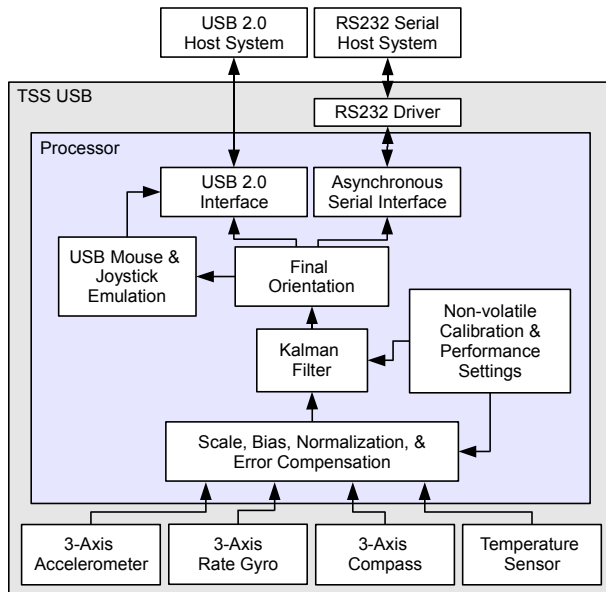 USB 2.0
Host System
RS232 Serial
Host System
TSS USB
RS232 Driver
Processor
USB 2.0
Interface
Asynchronous
Serial Interface
USB Mouse &
Joystick
Emulation
Final
Orientation
Non-volatile
Calibration &
Performance
Settings
Kalman
Filter
Scale, Bias, Normalization, &
Error Compensation
3-Axis
Accelerometer
3-Axis
Rate Gyro
3-Axis
Compass
Temperature
Sensor